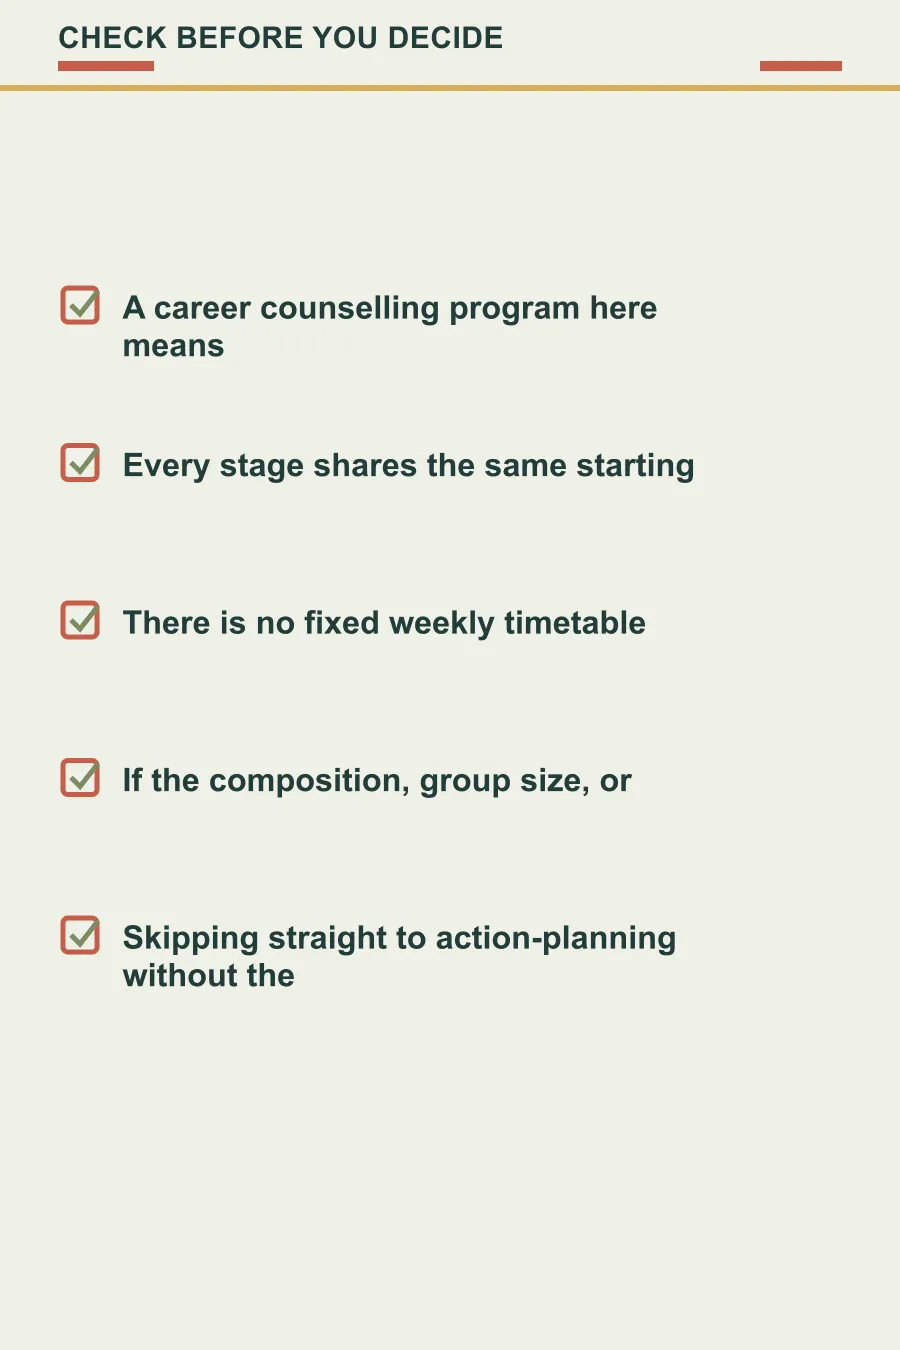 CHECK BEFORE YOU DECIDE
A career counselling program here
means
Every stage shares the same starting
There is no fixed weekly timetable
If the composition, group size, or
Skipping straight to action-planning
without the